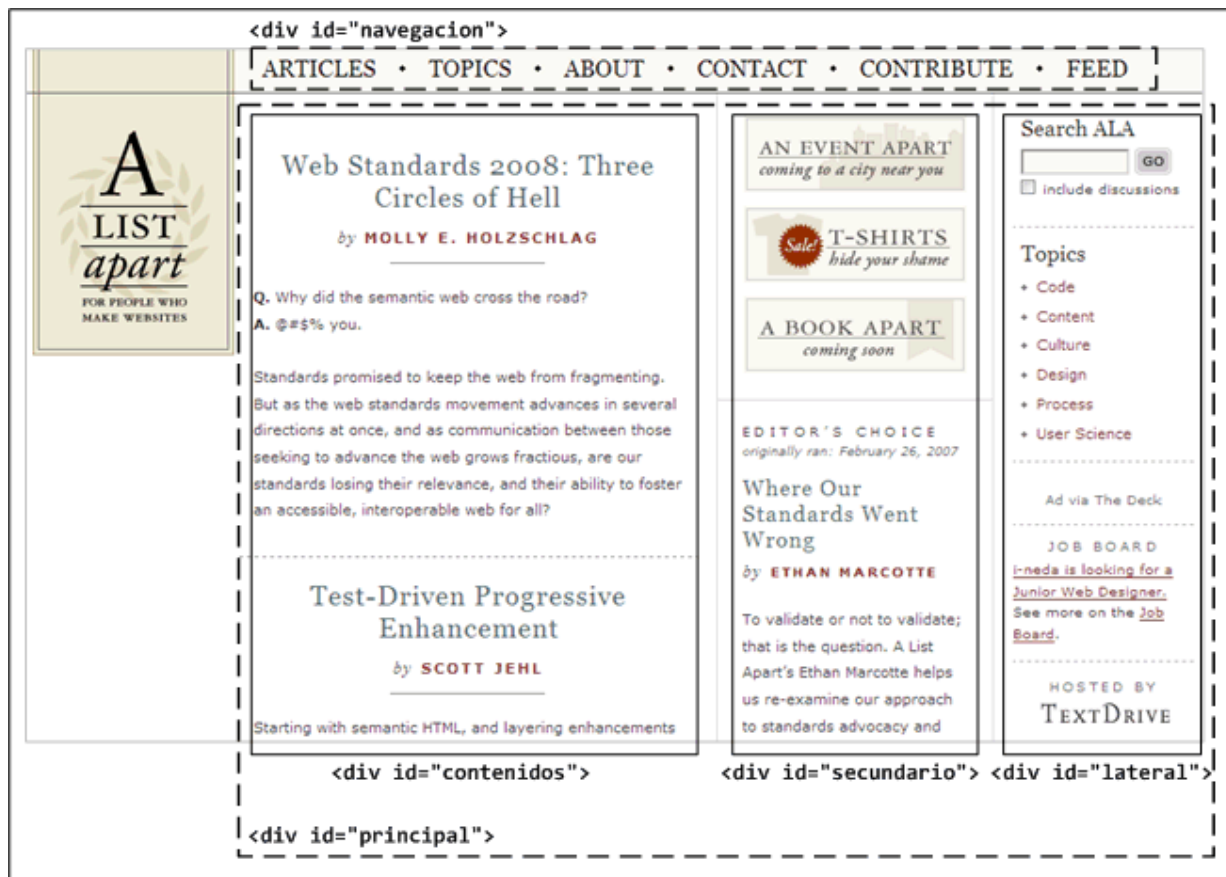 <div id="navegacion">
ARTICLES • TOPICS • ABOUT • CONTACT • CONTRIBUTE • FEED
A
LIST
apart
FOR PEOPLE WHO
MAKE WEBSITES
Web Standards 2008: Three
Circles of Hell
by MOLLY E. HOLZSCHLAG
Q. Why did the semantic web cross the road?
A. @#$% you.
Standards promised to keep the web from fragmenting.
But as the web standards movement advances in several
directions at once, and as communication between those
seeking to advance the web grows fractious, are our
standards losing their relevance, and their ability to foster
an accessible, interoperable web for all?
Test-Driven Progressive
Enhancement
by SCOTT JEHL
Starting with semantic HTML, and layering enhancements
<div id="contenidos">
AN EVENT APART
coming to a city near you
Sale!
T-SHIRTS
hide your shame
A BOOK APART
coming soon
EDITOR'S CHOICE
originally ran: February 26, 2007
Where Our
Standards Went
Wrong
by ETHAN MARCOTTE
To validate or not to validate;
that is the question. A List
Apart's Ethan Marcotte helps
us re-examine our approach
to standards advocacy and
<div id="secundario">
Search ALA
GO
include discussions
Topics
+ Code
+ Content
+ Culture
+ Design
+ Process
+ User Science
Ad via The Deck
JOB BOARD
i-neda is looking for a
Junior Web Designer.
See more on the Job
Board.
HOSTED BY
TEXTDRIVE
<div id="lateral">
<div id="principal">